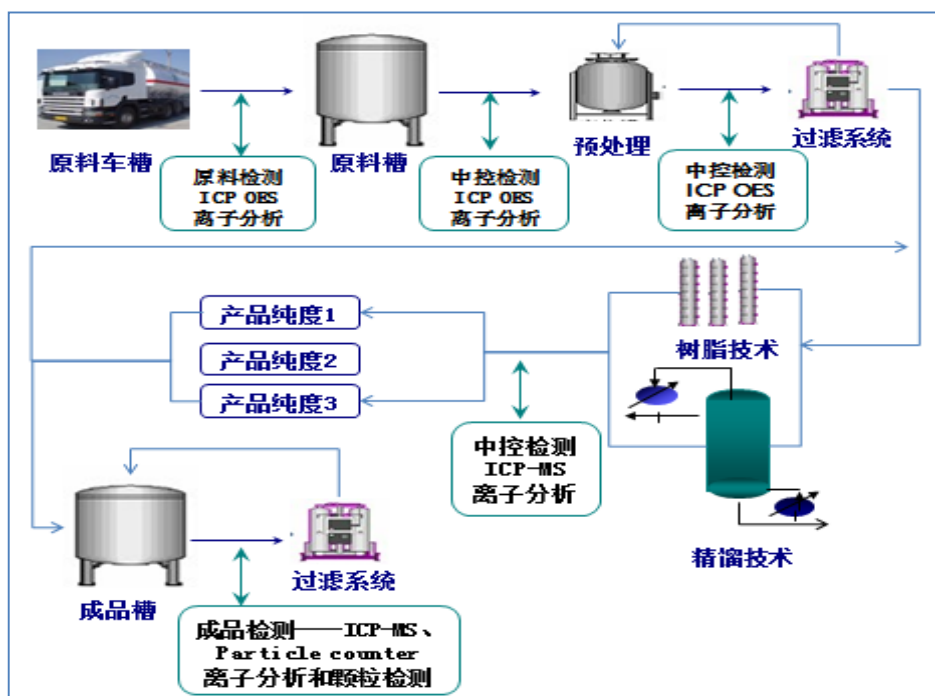 原料车槽
原料检测
ICP OES
离子分析
原料槽
中控检测
ICP OES
离子分析
预处理
中控检测
ICP OES
离子分析
过滤系统
产品纯度1
产品纯度2
产品纯度3
树脂技术
中控检测
ICP-MS
离子分析
精馏技术
成品槽
过滤系统
成品检测——ICP-MS、
Particle counter
离子分析和颗粒检测